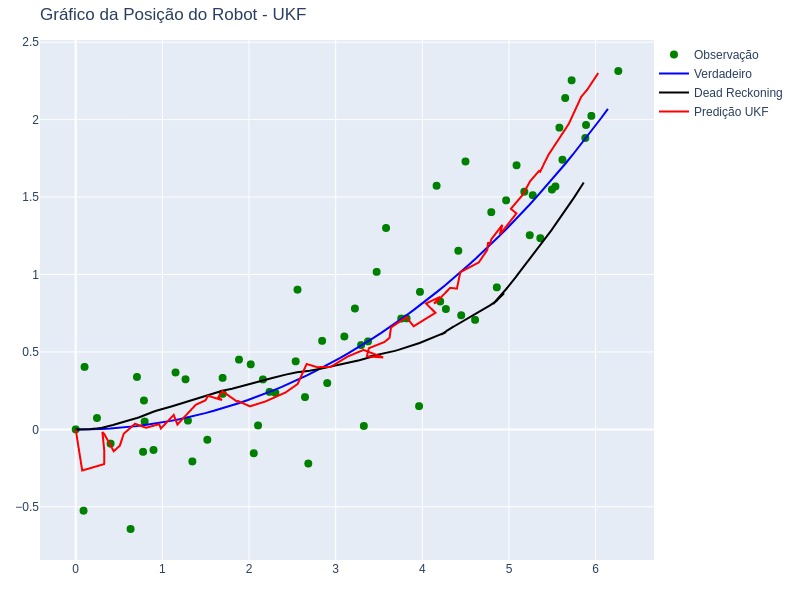 Gráfico da Posição do Robot - UKF
2.5
2
1.5
1
0.5
0
−0.5
0 1 2 3 4 5 6
Observação
Verdadeiro
Dead Reckoning
Predição UKF